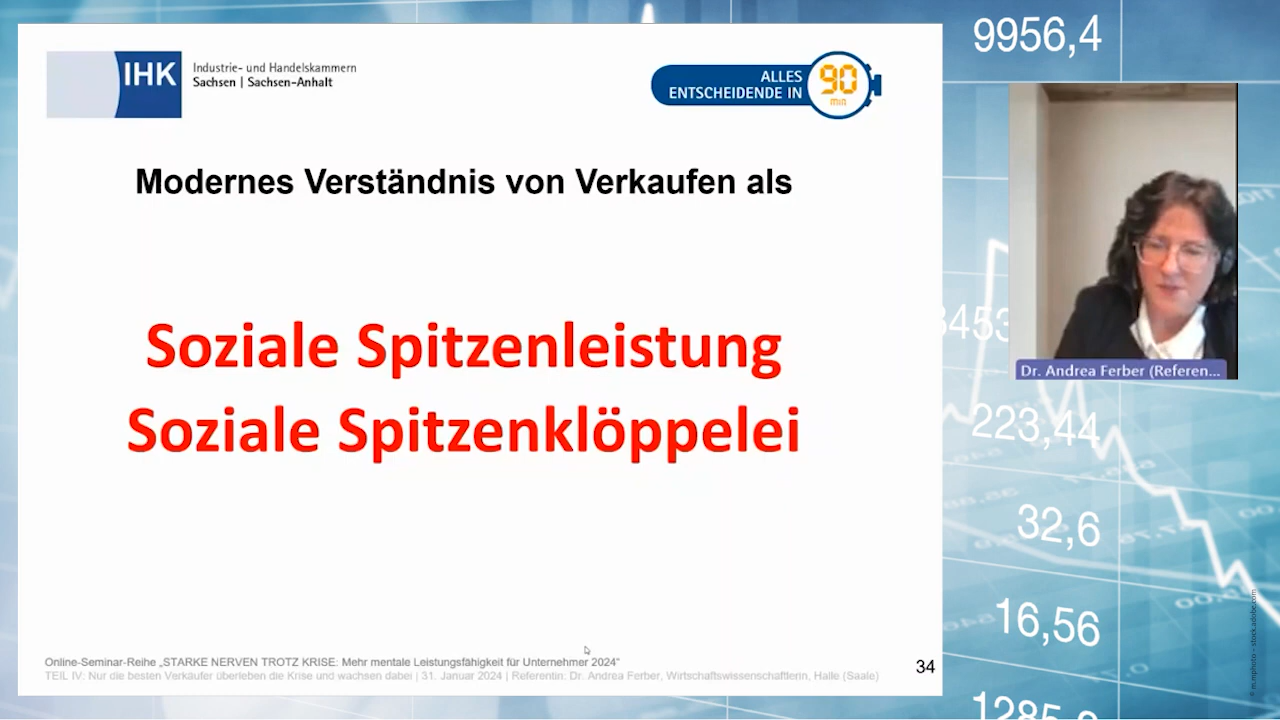 IHK
Industrie- und Handelskammern
Sachsen | Sachsen-Anhalt
ALLES
ENTSCHEIDENDE IN
90
min
Modernes Verständnis von Verkaufen als
Soziale Spitzenleistung
Soziale Spitzenklöppelei
Online-Seminar-Reihe „STARKE NERVEN TROTZ KRISE: Mehr mentale Leistungsfähigkeit für Unternehmer 2024“
TEIL IV: Nur die besten Verkäufer überleben die Krise und wachsen dabei | 31. Januar 2024 | Referentin: Dr. Andrea Ferber, Wirtschaftswissenschaftlerin, Halle (Saale)
34
9956,4
Dr. Andrea Ferber (Referen...
223,44
32,6
16,56